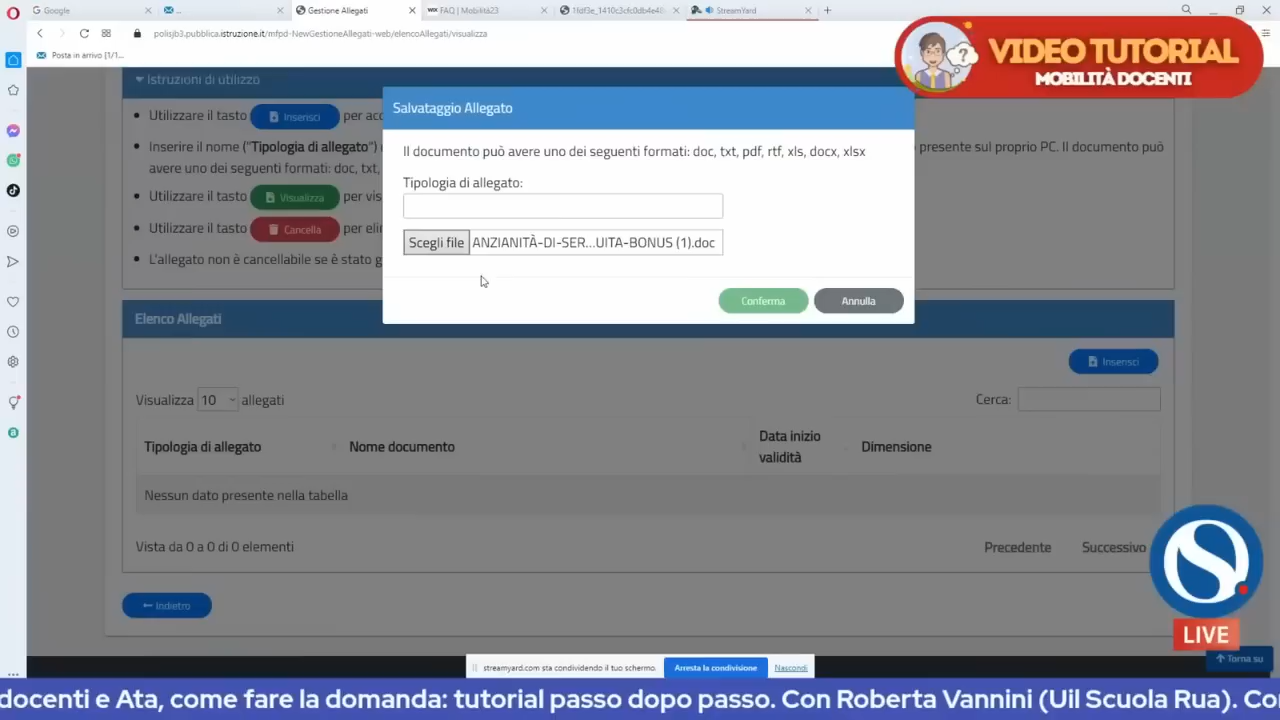 Google
Gestione Allegati
WIX FAQ | Mobilità23
StreamYard
polisjb3.pubblica.istruzione.it/mfpd-NewGestioneAllegati-web/elencoAllegati/visualizza
Posta in arrivo (1/1...
VIDEO TUTORIAL
MOBILITÀ DOCENTI
Istruzioni di utilizzo
Utilizzare il tasto Inserisci per acc
Inserire il nome ("Tipologia di allegato") presente sul proprio PC. Il documento può
avere uno dei seguenti formati: doc, txt,
Utilizzare il tasto Visualizza per vis
Utilizzare il tasto Cancella per elim
L'allegato non è cancellabile se è stato g
Salvataggio Allegato
Il documento può avere uno dei seguenti formati: doc, txt, pdf, rtf, xls, docx, xlsx
Tipologia di allegato:
Scegli file ANZIANITÀ-DI-SER...UITA-BONUS (1).doc
Conferma Annulla
Elenco Allegati
Inserisci
Visualizza 10 allegati
Cerca:
Tipologia di allegato Nome documento Data inizio validità Dimensione
Nessun dato presente nella tabella
Vista da 0 a 0 di 0 elementi
Precedente Successivo
Indietro
LIVE
Torna su
streamyard.com sta condividendo il tuo schermo. Arresta la condivisione Nascondi
docenti e Ata, come fare la domanda: tutorial passo dopo passo. Con Roberta Vannini (Uil Scuola Rua). Co